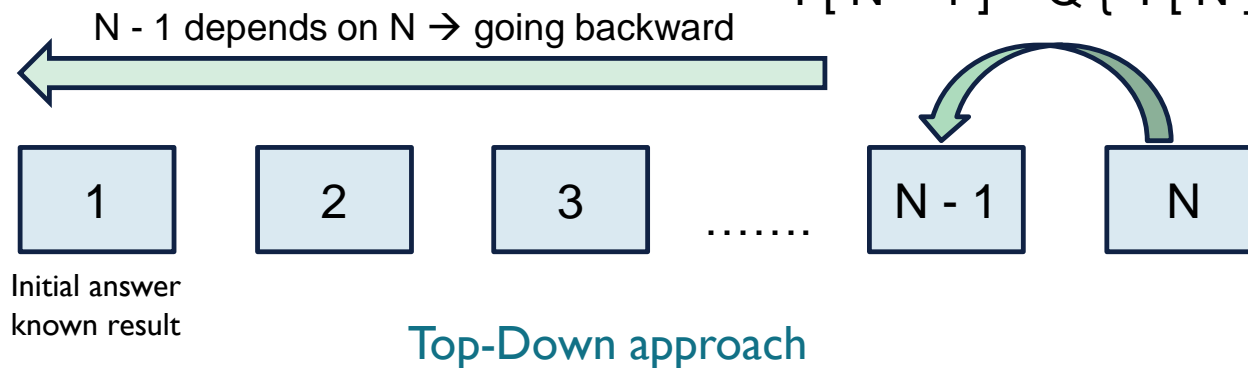 N - 1 depends on N → going backward
1
2
3
…….
N - 1
N
Initial answer
known result
Top-Down approach